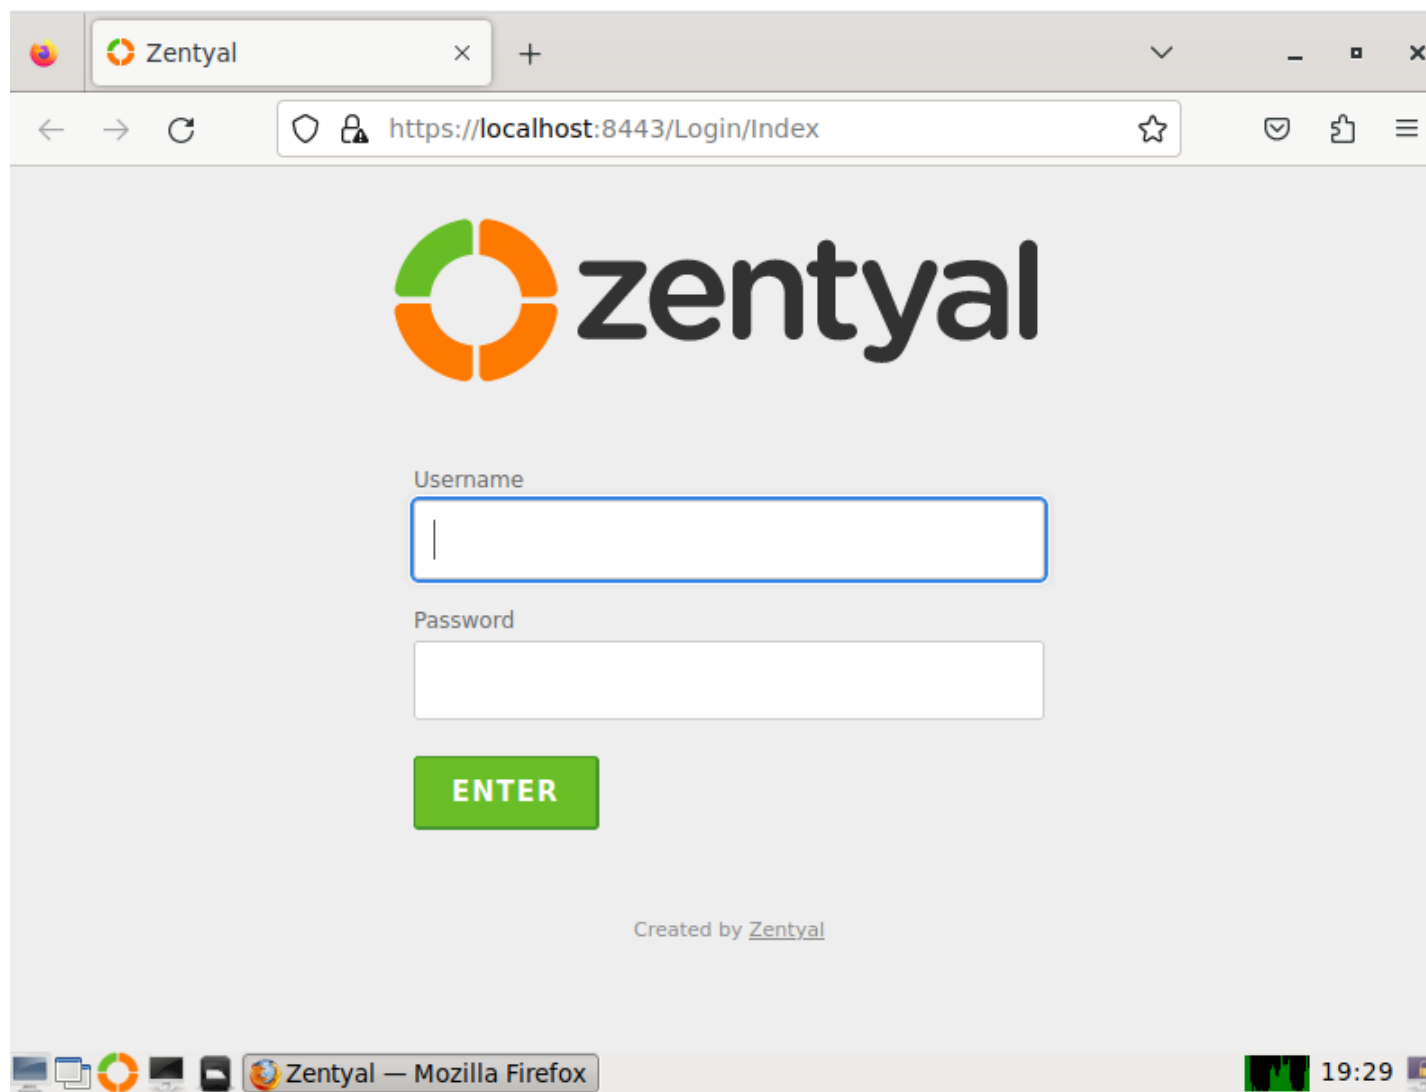 Zentyal
https://localhost:8443/Login/Index
zentyal
Username
Password
ENTER
Created by Zentyal
Zentyal — Mozilla Firefox
19:29